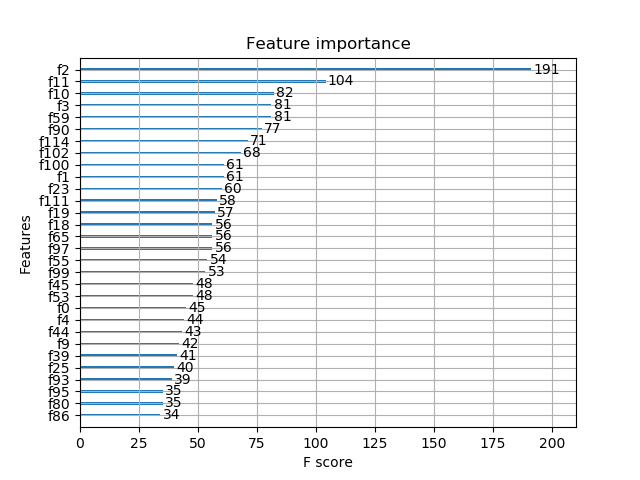 Feature importance
f2 191
f11 104
f10 82
f3 81
f59 81
f90 77
f114 71
f102 68
f100 61
f1 61
f23 60
f111 58
f19 57
f18 56
f65 56
f97 56
f55 54
f99 53
f45 48
f53 48
f0 45
f4 44
f44 43
f9 42
f39 41
f25 40
f93 39
f95 35
f80 35
f86 34
Features
0 25 50 75 100 125 150 175 200
F score